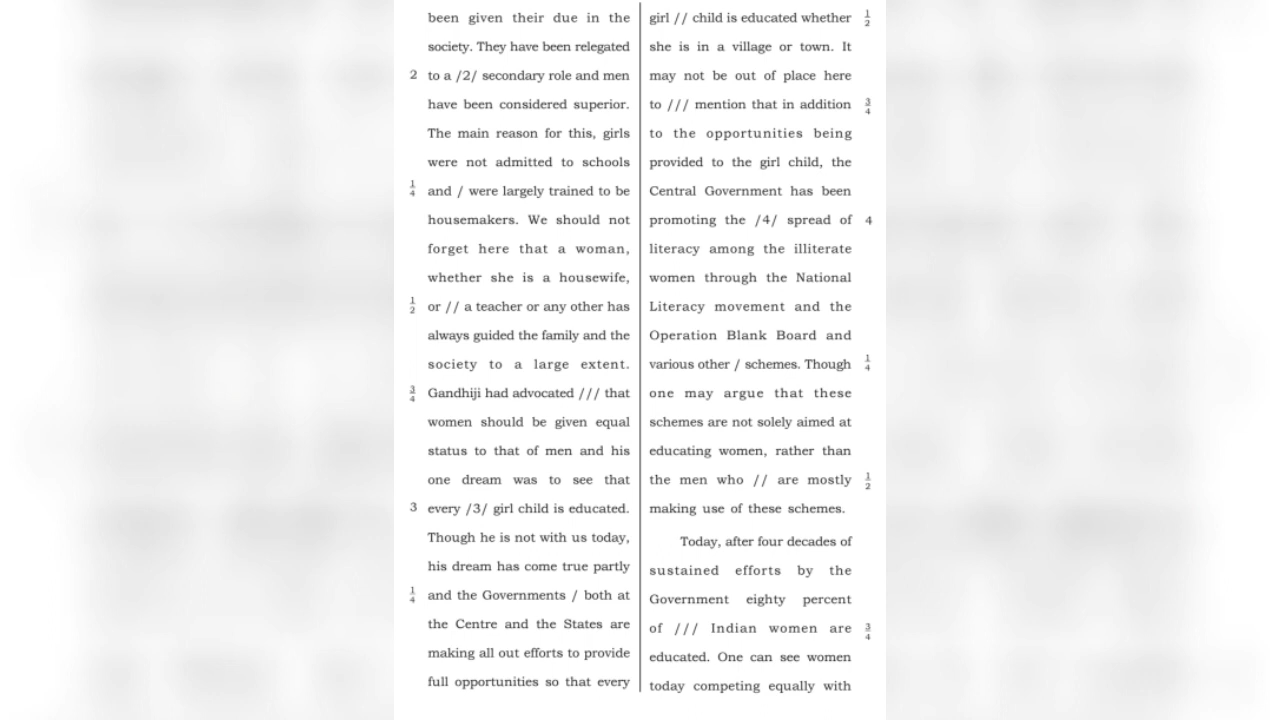 been given their due in the
society. They have been relegated
2 to a /2/ secondary role and men
have been considered superior.
The main reason for this, girls
were not admitted to schools
1/4 and / were largely trained to be
housemakers. We should not
forget here that a woman,
whether she is a housewife,
1/2 or // a teacher or any other has
always guided the family and the
society to a large extent.
3/4 Gandhiji had advocated /// that
women should be given equal
status to that of men and his
one dream was to see that
3 every /3/ girl child is educated.
Though he is not with us today,
his dream has come true partly
1/4 and the Governments / both at
the Centre and the States are
making all out efforts to provide
full opportunities so that every
girl // child is educated whether 1/2
she is in a village or town. It
may not be out of place here
to /// mention that in addition 3/4
to the opportunities being
provided to the girl child, the
Central Government has been
promoting the /4/ spread of 4
literacy among the illiterate
women through the National
Literacy movement and the
Operation Blank Board and
various other / schemes. Though 1/4
one may argue that these
schemes are not solely aimed at
educating women, rather than
the men who // are mostly 1/2
making use of these schemes.
Today, after four decades of
sustained efforts by the
Government eighty percent
of /// Indian women are 3/4
educated. One can see women
today competing equally with